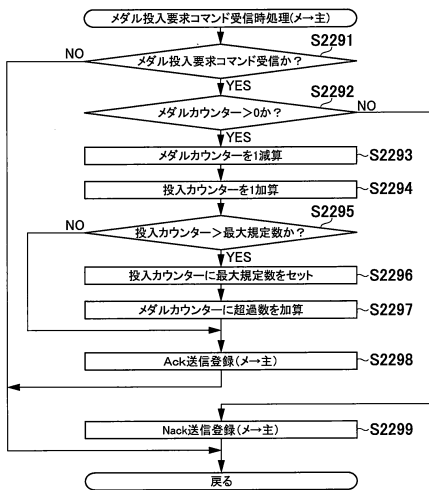 メダル投入要求コマンド受信時処理(メ→主)
S2291
NO
メダル投入要求コマンド受信か?
YES
S2292
メダルカウンター>0か?
NO
YES
メダルカウンターを1減算
S2293
投入カウンターを1加算
S2294
S2295
NO
投入カウンター>最大規定数か?
YES
投入カウンターに最大規定数をセット
S2296
メダルカウンターに超過数を加算
S2297
Ack送信登録(メ→主)
S2298
Nack送信登録(メ→主)
S2299
戻る